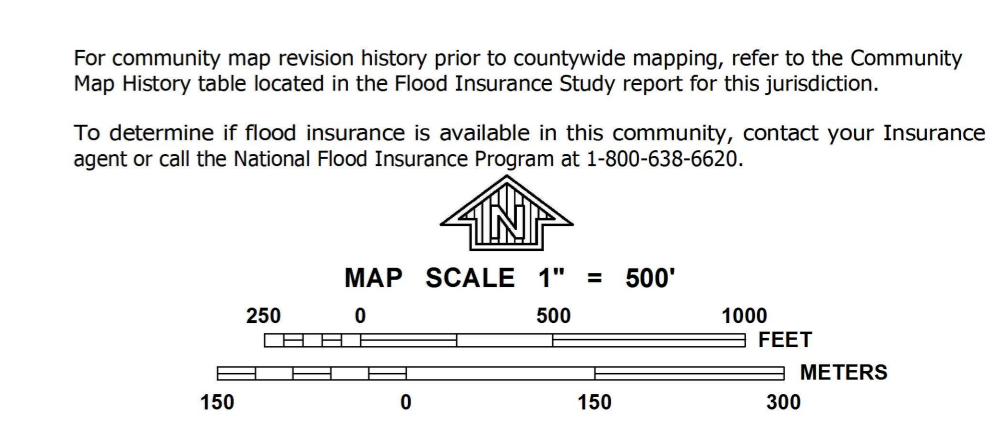 For community map revision history prior to countywide mapping, refer to the Community
Map History table located in the Flood Insurance Study report for this jurisdiction.
To determine if flood insurance is available in this community, contact your Insurance
agent or call the National Flood Insurance Program at 1-800-638-6620.
N
MAP SCALE 1" = 500'
250 0 500 1000
FEET
METERS
150 0 150 300